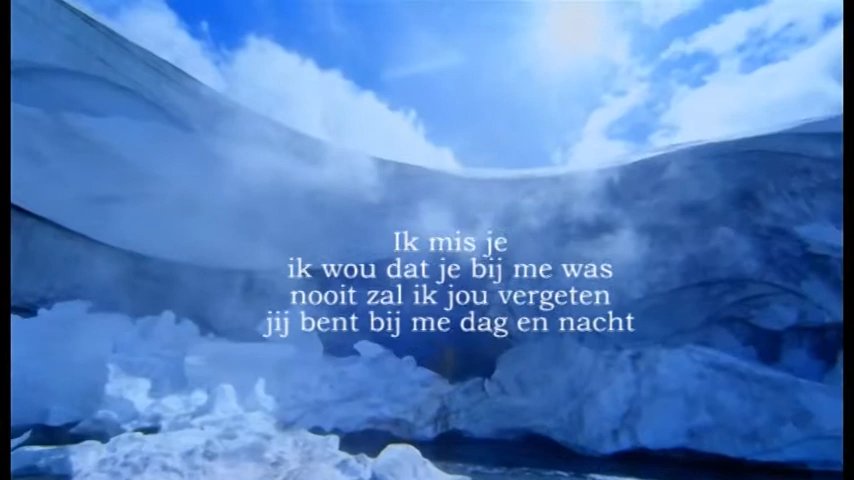 Ik mis je
ik wou dat je bij me was
nooit zal ik jou vergeten
jij bent bij me dag en nacht